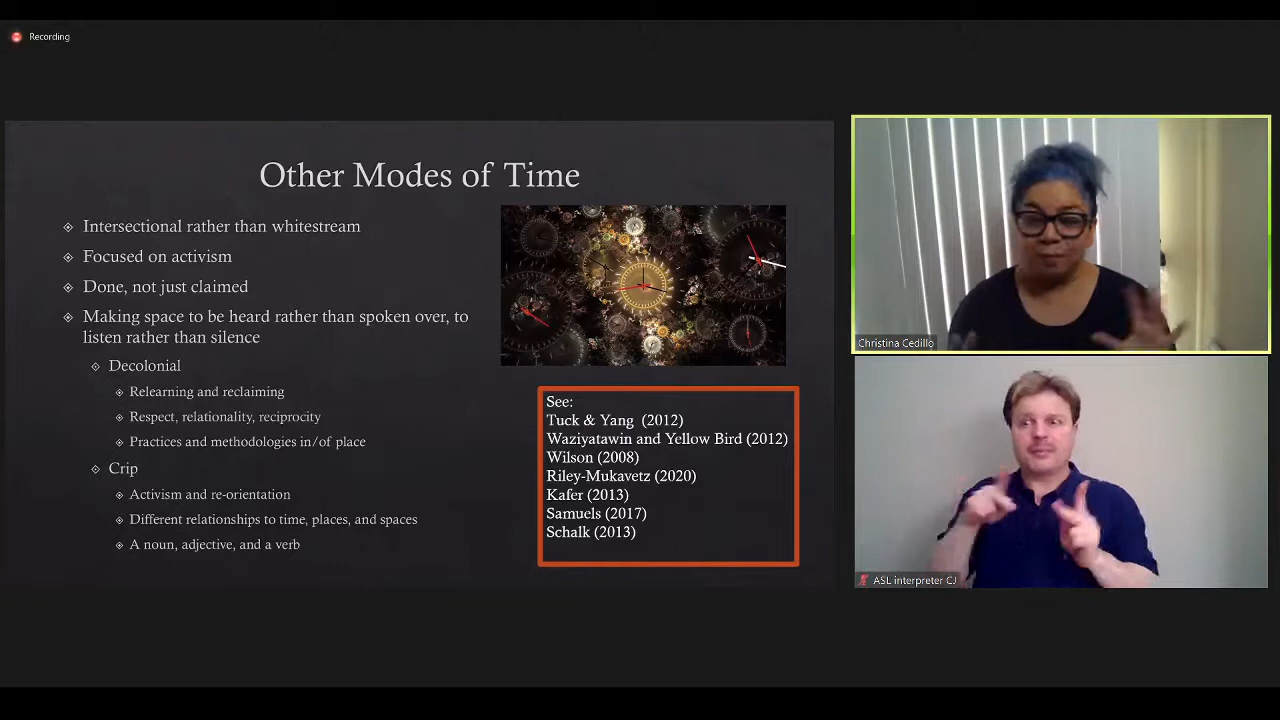 Recording
Other Modes of Time
Intersectional rather than whitestream
Focused on activism
Done, not just claimed
Making space to be heard rather than spoken over, to
listen rather than silence
Decolonial
Relearning and reclaiming
Respect, relationality, reciprocity
Practices and methodologies in/of place
Crip
Activism and re-orientation
Different relationships to time, places, and spaces
A noun, adjective, and a verb
See:
Tuck & Yang (2012)
Waziyatawin and Yellow Bird (2012)
Wilson (2008)
Riley-Mukavetz (2020)
Kafer (2013)
Samuels (2017)
Schalk (2013)
Christina Cedillo
ASL interpreter CJ